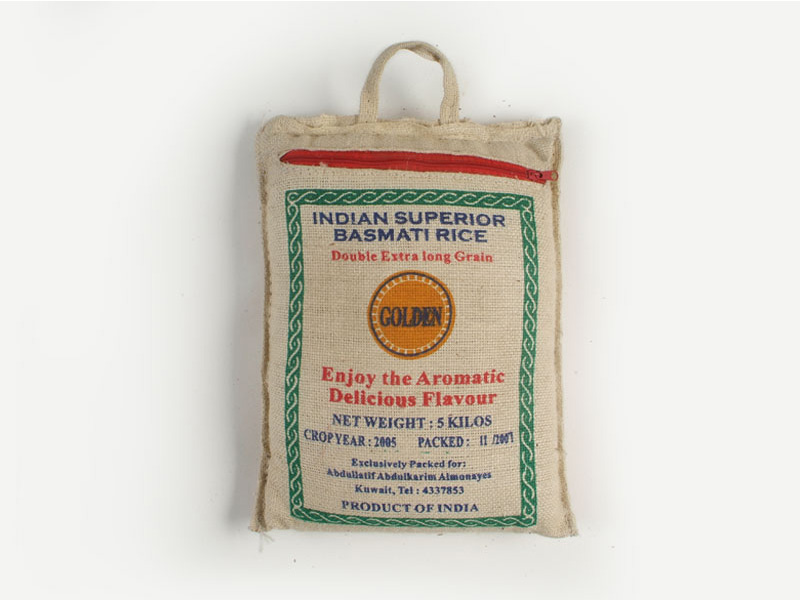 INDIAN SUPERIOR
BASMATI RICE
Double Extra long Grain
GOLDEN
Enjoy the Aromatic
Delicious Flavour
NET WEIGHT : 5 KILOS
CROP YEAR : 2005 PACKED : 11 /2007
Exclusively Packed for:
Abdullatif Abdulkarim Almonayes
Kuwait, Tel : 4337853
PRODUCT OF INDIA